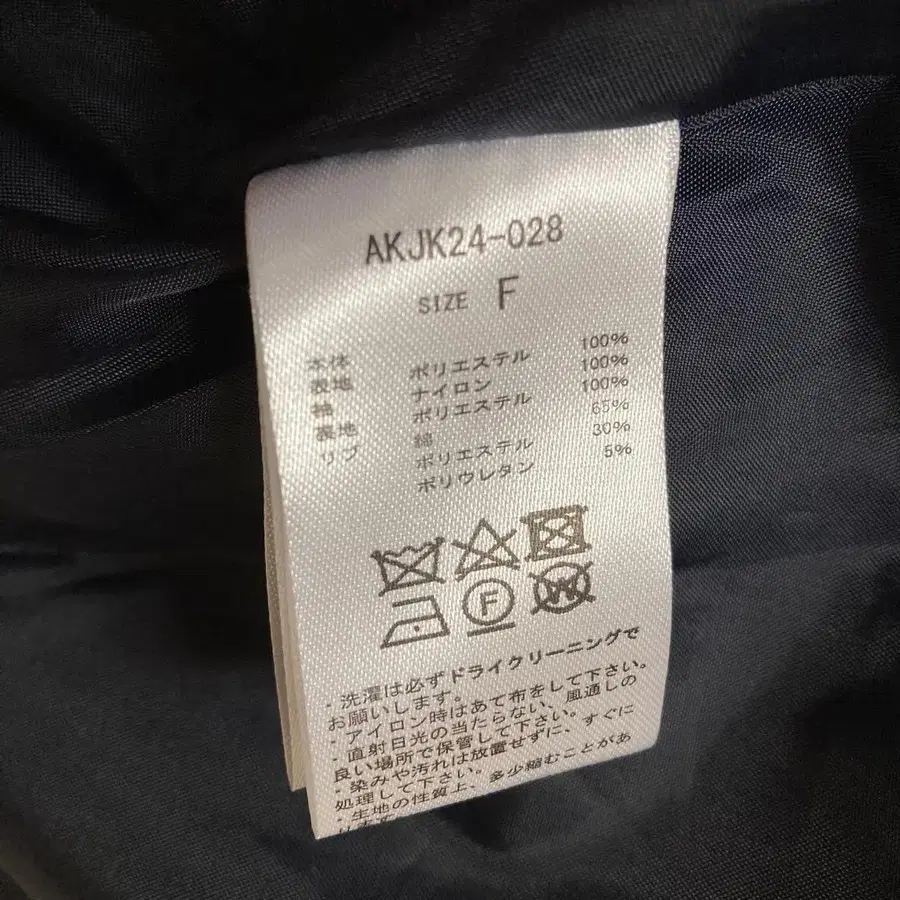 AKJK24-028
SIZE F
本体
表地 ポリエステル 100%
袖 ナイロン 100%
表地 ポリエステル 100%
リブ 綿 65%
ポリエステル 30%
ポリウレタン 5%
F
W
・洗濯は必ずドライクリーニングで
お願いします。
・アイロン時はあて布をして下さい。
・直射日光の当たらない、風通しの
良い場所で保管して下さい。
・染みや汚れは放置せずに、すぐに
処理して下さい。
・生地の性質上、多少縮むことがあ